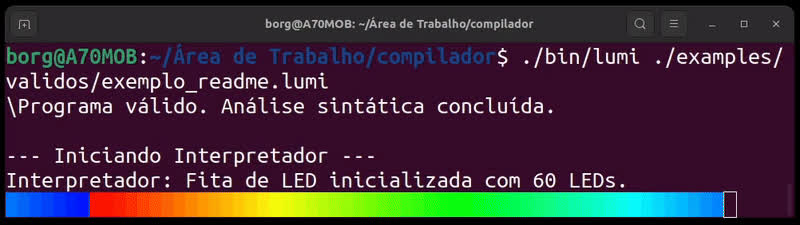 borg@A70MOB: ~/Área de Trabalho/compilador
borg@A70MOB:~/Área de Trabalho/compilador$ ./bin/lumi ./examples/
validos/exemplo_readme.lumi
\Programa válido. Análise sintática concluída.
--- Iniciando Interpretador ---
Interpretador: Fita de LED inicializada com 60 LEDs.